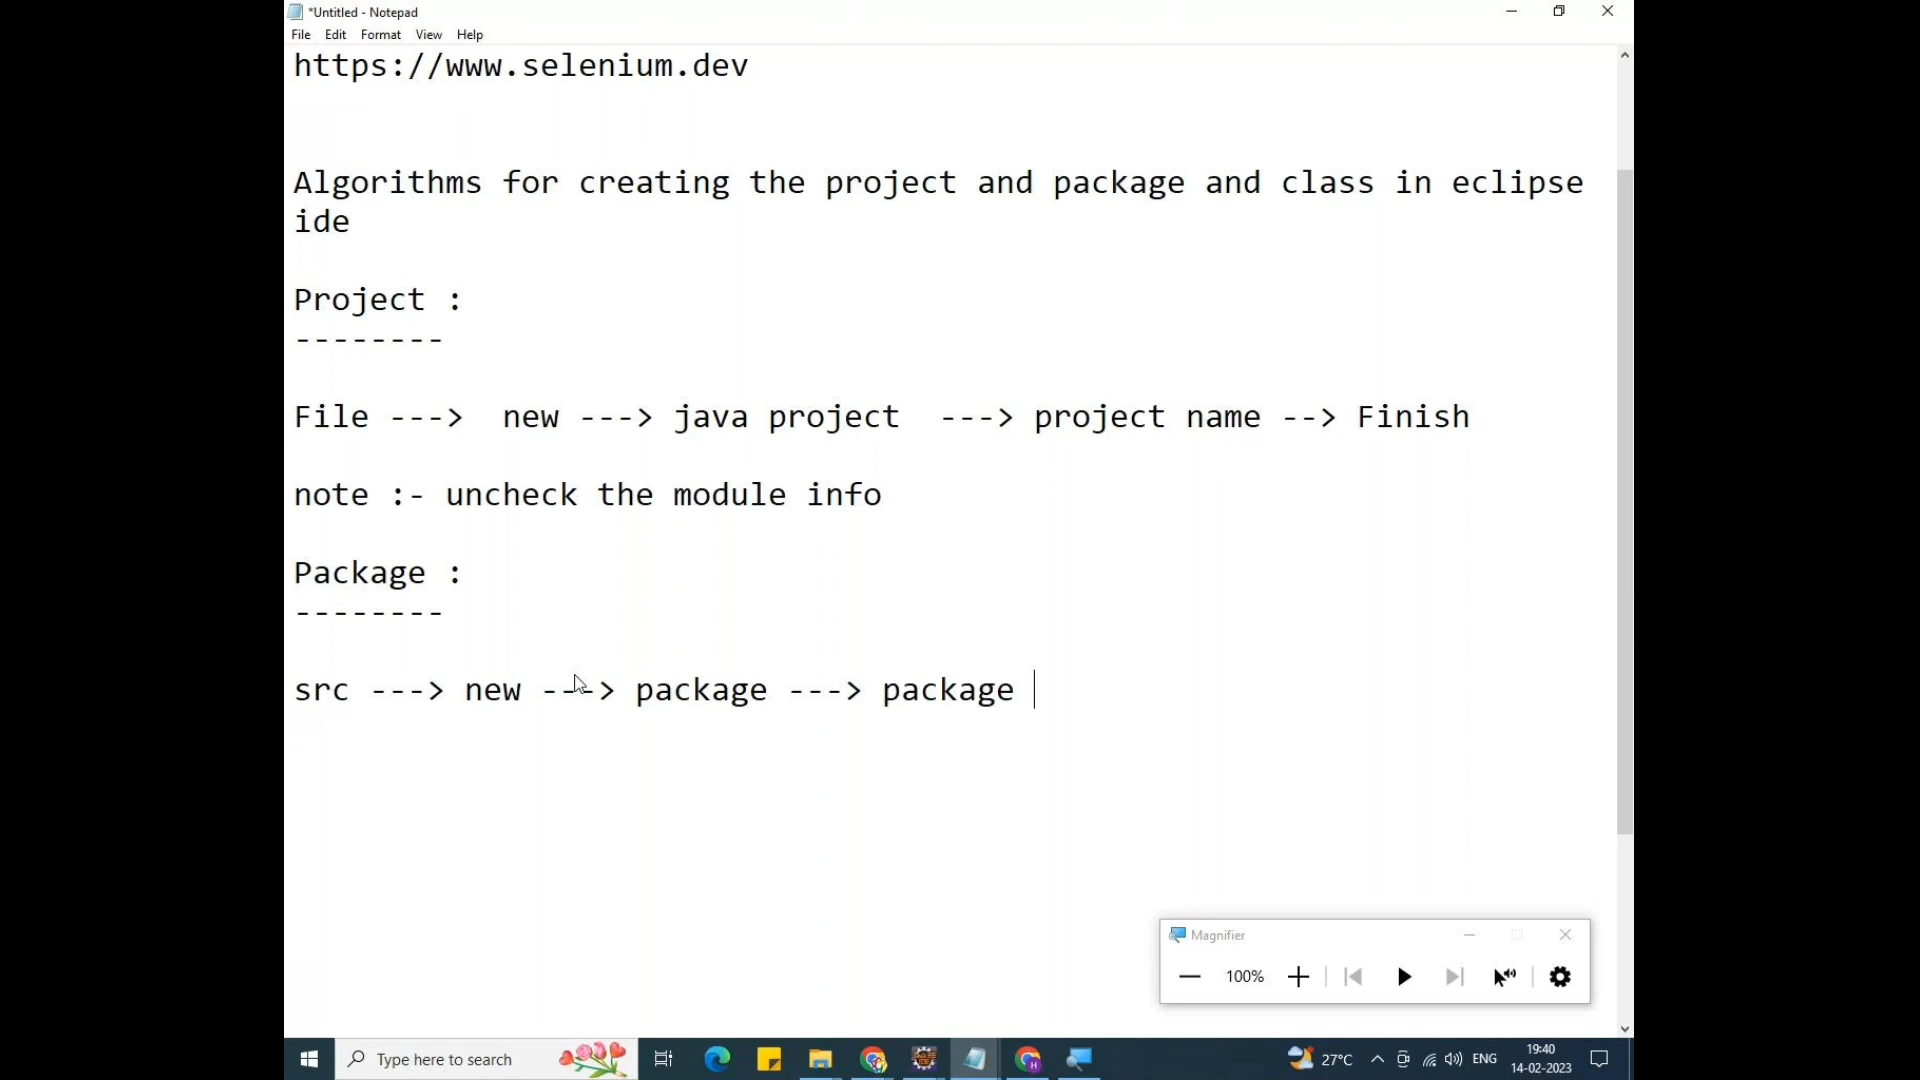 *Untitled - Notepad
File Edit Format View Help
https://www.selenium.dev
Algorithms for creating the project and package and class in eclipse
ide
Project :
--------
File ---> new ---> java project ---> project name --> Finish
note :- uncheck the module info
Package :
--------
src ---> new ---> package ---> package
Magnifier
100%
Type here to search
27°C
ENG
19:40
14-02-2023